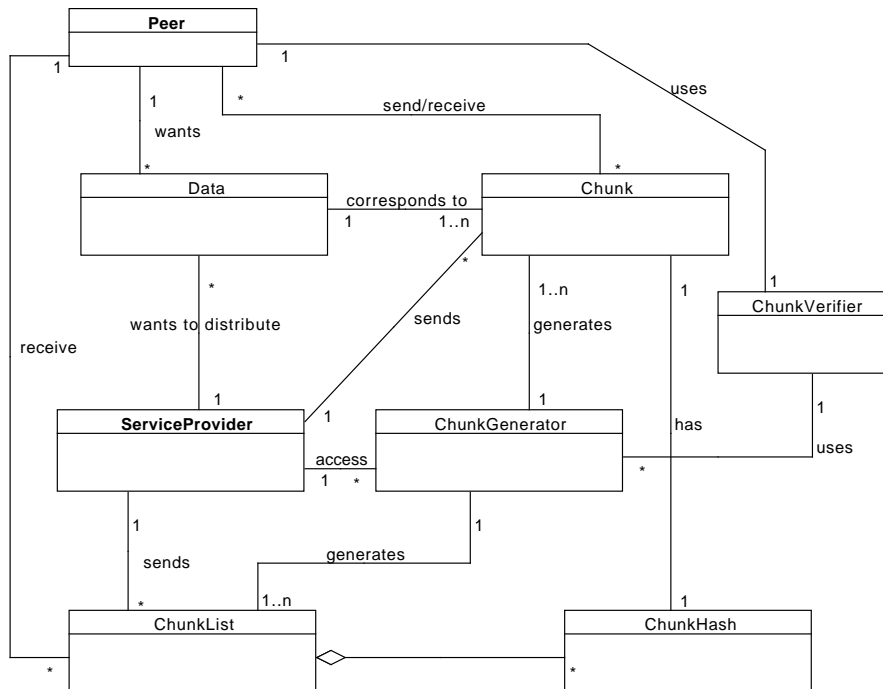 Peer
1
1
uses
1
*
send/receive
wants
*
*
Data
Chunk
corresponds to
1
1..n
*
*
1..n
1
1
ChunkVerifier
wants to distribute
sends
generates
receive
1
1
1
1
ServiceProvider
ChunkGenerator
has
access
uses
1
*
*
1
1
generates
sends
*
1..n
1
ChunkList
ChunkHash
*
*